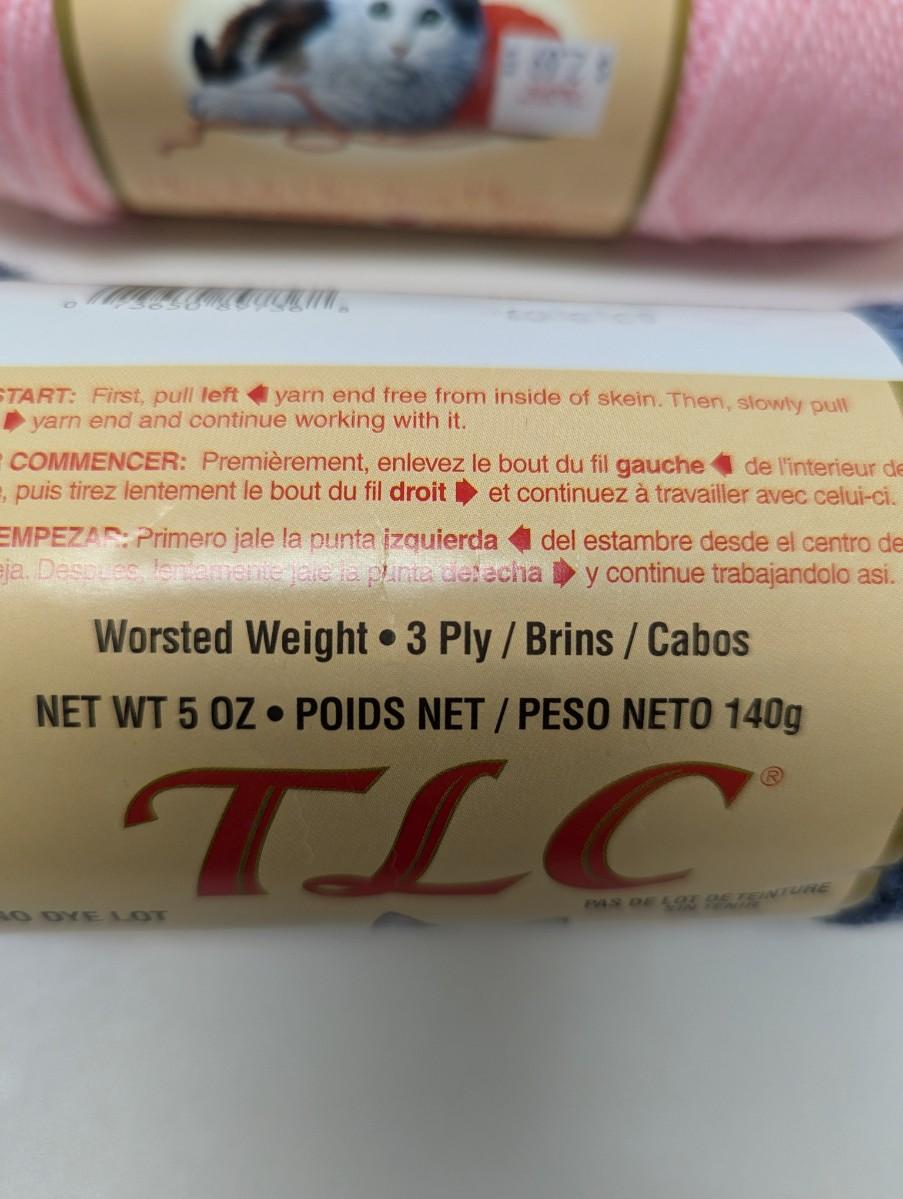 START: First, pull left yarn end free from inside of skein. Then, slowly pull
yarn end and continue working with it.
COMMENCER: Premièrement, enlevez le bout du fil gauche de l'interieur de
, puis tirez lentement le bout du fil droit et continuez à travailler avec celui-ci.
EMPEZAR: Primero jale la punta izquierda del estambre desde el centro de
eja. Despues, lentamente jale la punta derecha y continue trabajandolo asi.
Worsted Weight • 3 Ply / Brins / Cabos
NET WT 5 OZ • POIDS NET / PESO NETO 140g
TLC®
NO DYE LOT
PAS DE LOT DE TEINTURE
SIN TENIR